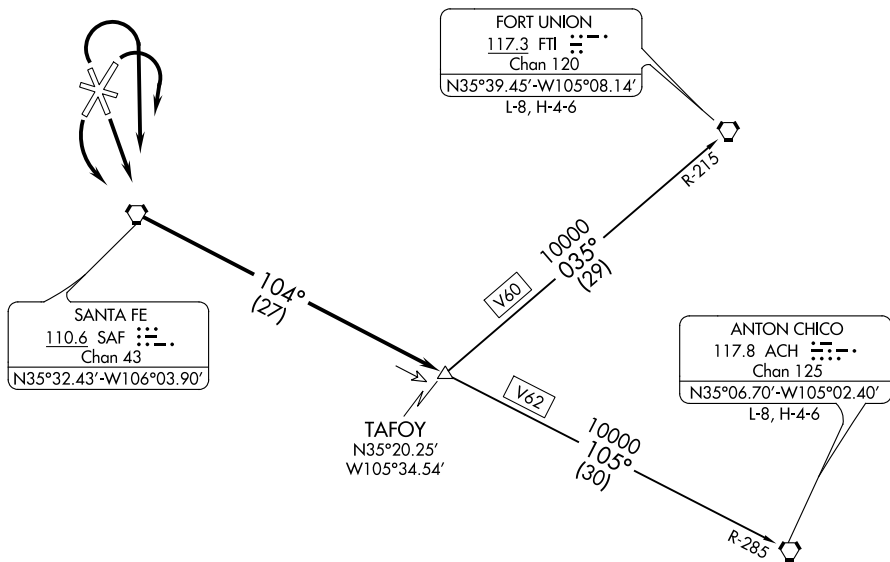 FORT UNION
117.3 FTI
Chan 120
N35°39.45’-W105°08.14’
L-8, H-4-6
R-215
10000
035°
(29)
V60
104°
(27)
SANTA FE
110.6 SAF
Chan 43
N35°32.43’-W106°03.90’
ANTON CHICO
117.8 ACH
Chan 125
N35°06.70’-W105°02.40’
L-8, H-4-6
TAFOY
N35°20.25’
W105°34.54’
V62
10000
105°
(30)
R-285